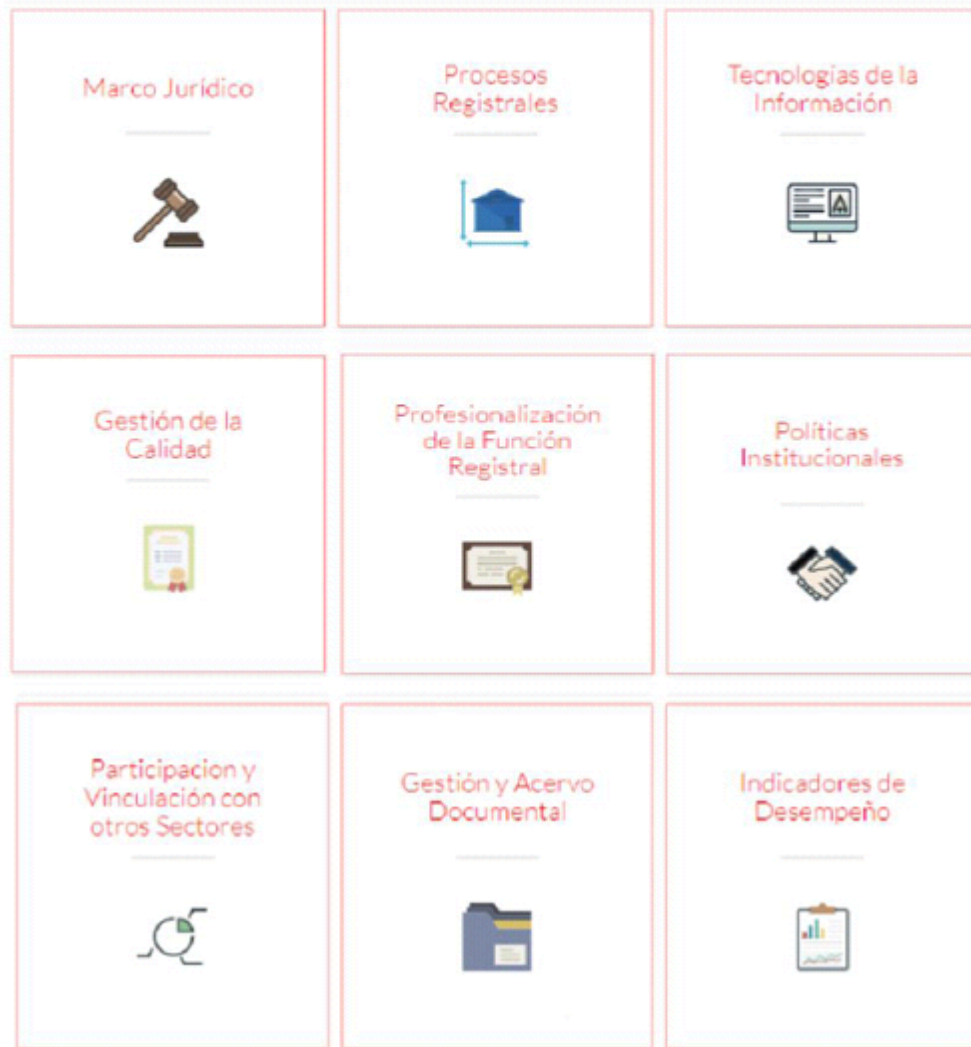 Marco Jurídico
Procesos
Registrales
Tecnologías de la
Información
Gestión de la
Calidad
Profesionalización
de la Función
Registral
Políticas
Institucionales
Participacion y
Vinculación con
otros Sectores
Gestión y Acervo
Documental
Indicadores de
Desempeño